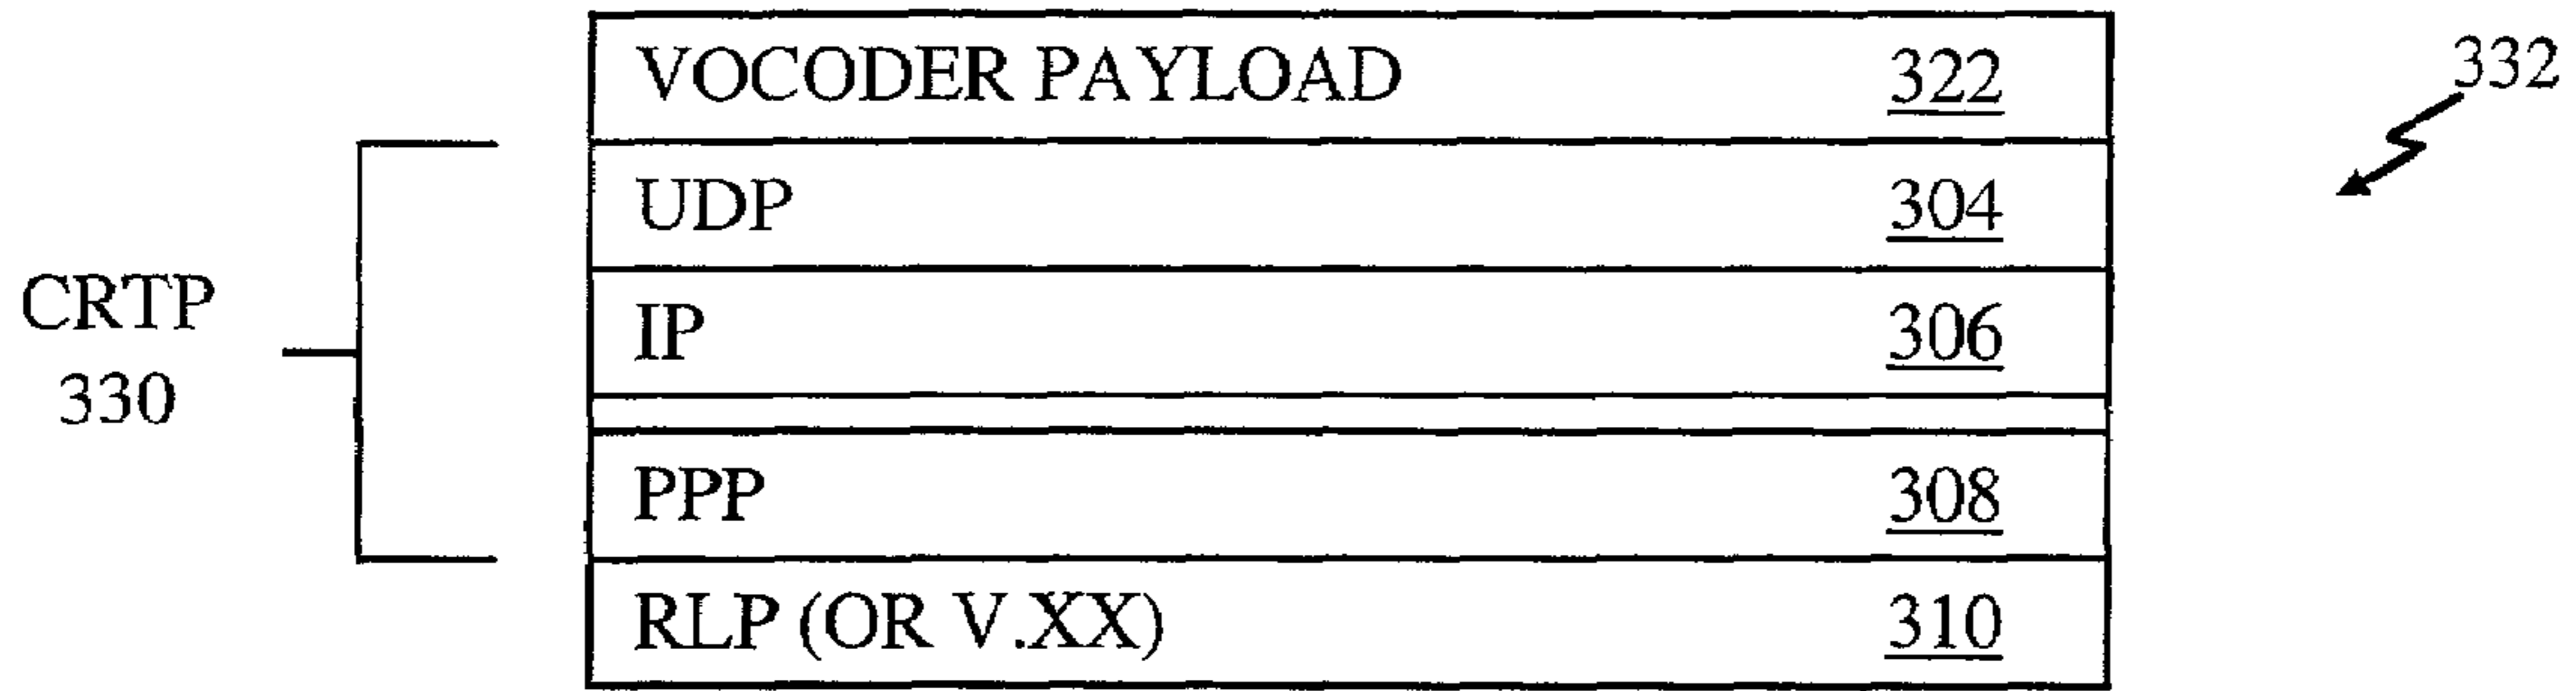 VOCODER PAYLOAD 322
332
UDP 304
CRTP
330
IP 306
PPP 308
RLP (OR V.XX) 310